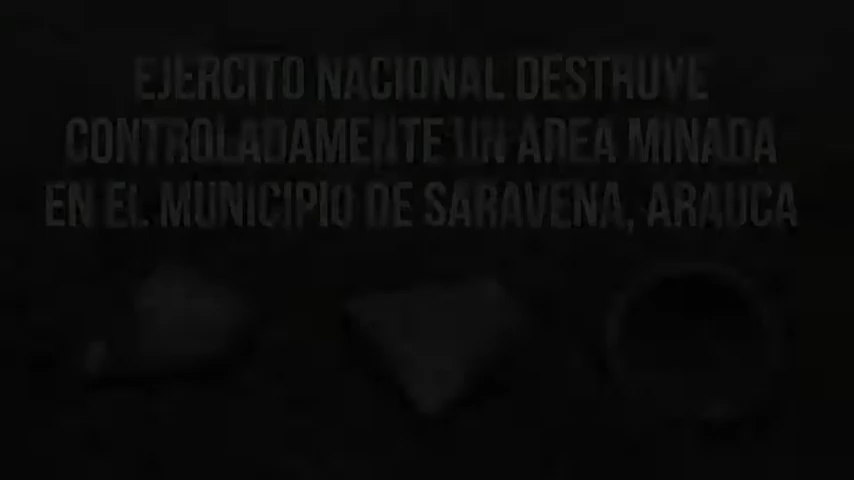 EJERCITO NACIONAL DESTRUYE
CONTROLADAMENTE UN AREA MINADA
EN EL MUNICIPIO DE SARAVENA, ARAUCA